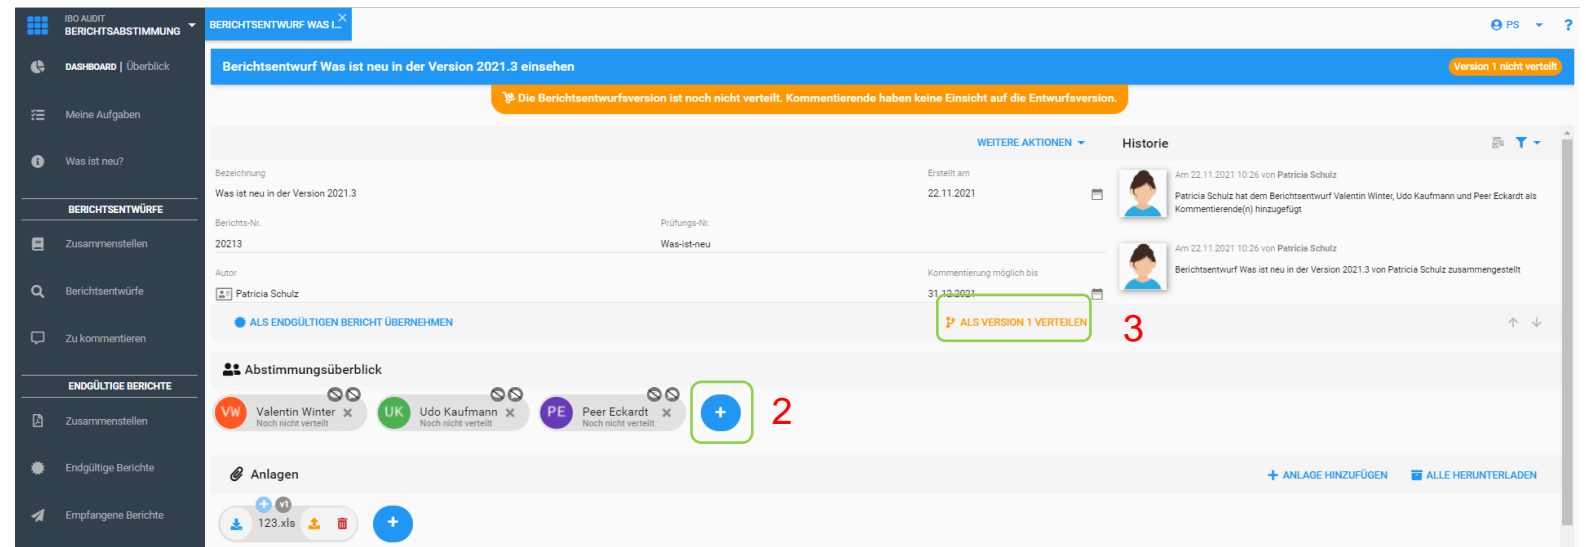 IBO AUDIT
BERICHTSABSTIMMUNG
BERICHTSENTWURF WAS I...
PS
?
DASHBOARD | Überblick
Berichtsentwurf Was ist neu in der Version 2021.3 einsehen
Version 1 nicht verteilt
Die Berichtsentwurfsversion ist noch nicht verteilt. Kommentierende haben keine Einsicht auf die Entwurfsversion.
Meine Aufgaben
WEITERE AKTIONEN
Historie
Was ist neu?
Bezeichnung
Was ist neu in der Version 2021.3
Erstellt am
22.11.2021
Am 22.11.2021 10:26 von Patricia Schulz
Patricia Schulz hat dem Berichtsentwurf Valentin Winter, Udo Kaufmann und Peer Eckardt als
Kommentierende(n) hinzugefügt
BERICHTSENTWÜRFE
Berichts-Nr.
20213
Prüfungs-Nr.
Was-ist-neu
Zusammenstellen
Am 22.11.2021 10:26 von Patricia Schulz
Berichtsentwurf Was ist neu in der Version 2021.3 von Patricia Schulz zusammengestellt
Autor
Patricia Schulz
Kommentierung möglich bis
31.12.2021
Berichtsentwürfe
ALS ENDGÜLTIGEN BERICHT ÜBERNEHMEN
ALS VERSION 1 VERTEILEN
3
Zu kommentieren
Abstimmungsüberblick
ENDGÜLTIGE BERICHTE
VW
Valentin Winter
Noch nicht verteilt
UK
Udo Kaufmann
Noch nicht verteilt
PE
Peer Eckardt
Noch nicht verteilt
+
2
Zusammenstellen
Endgültige Berichte
Anlagen
+ ANLAGE HINZUFÜGEN
ALLE HERUNTERLADEN
Empfangene Berichte
+
v1
123.xls
+